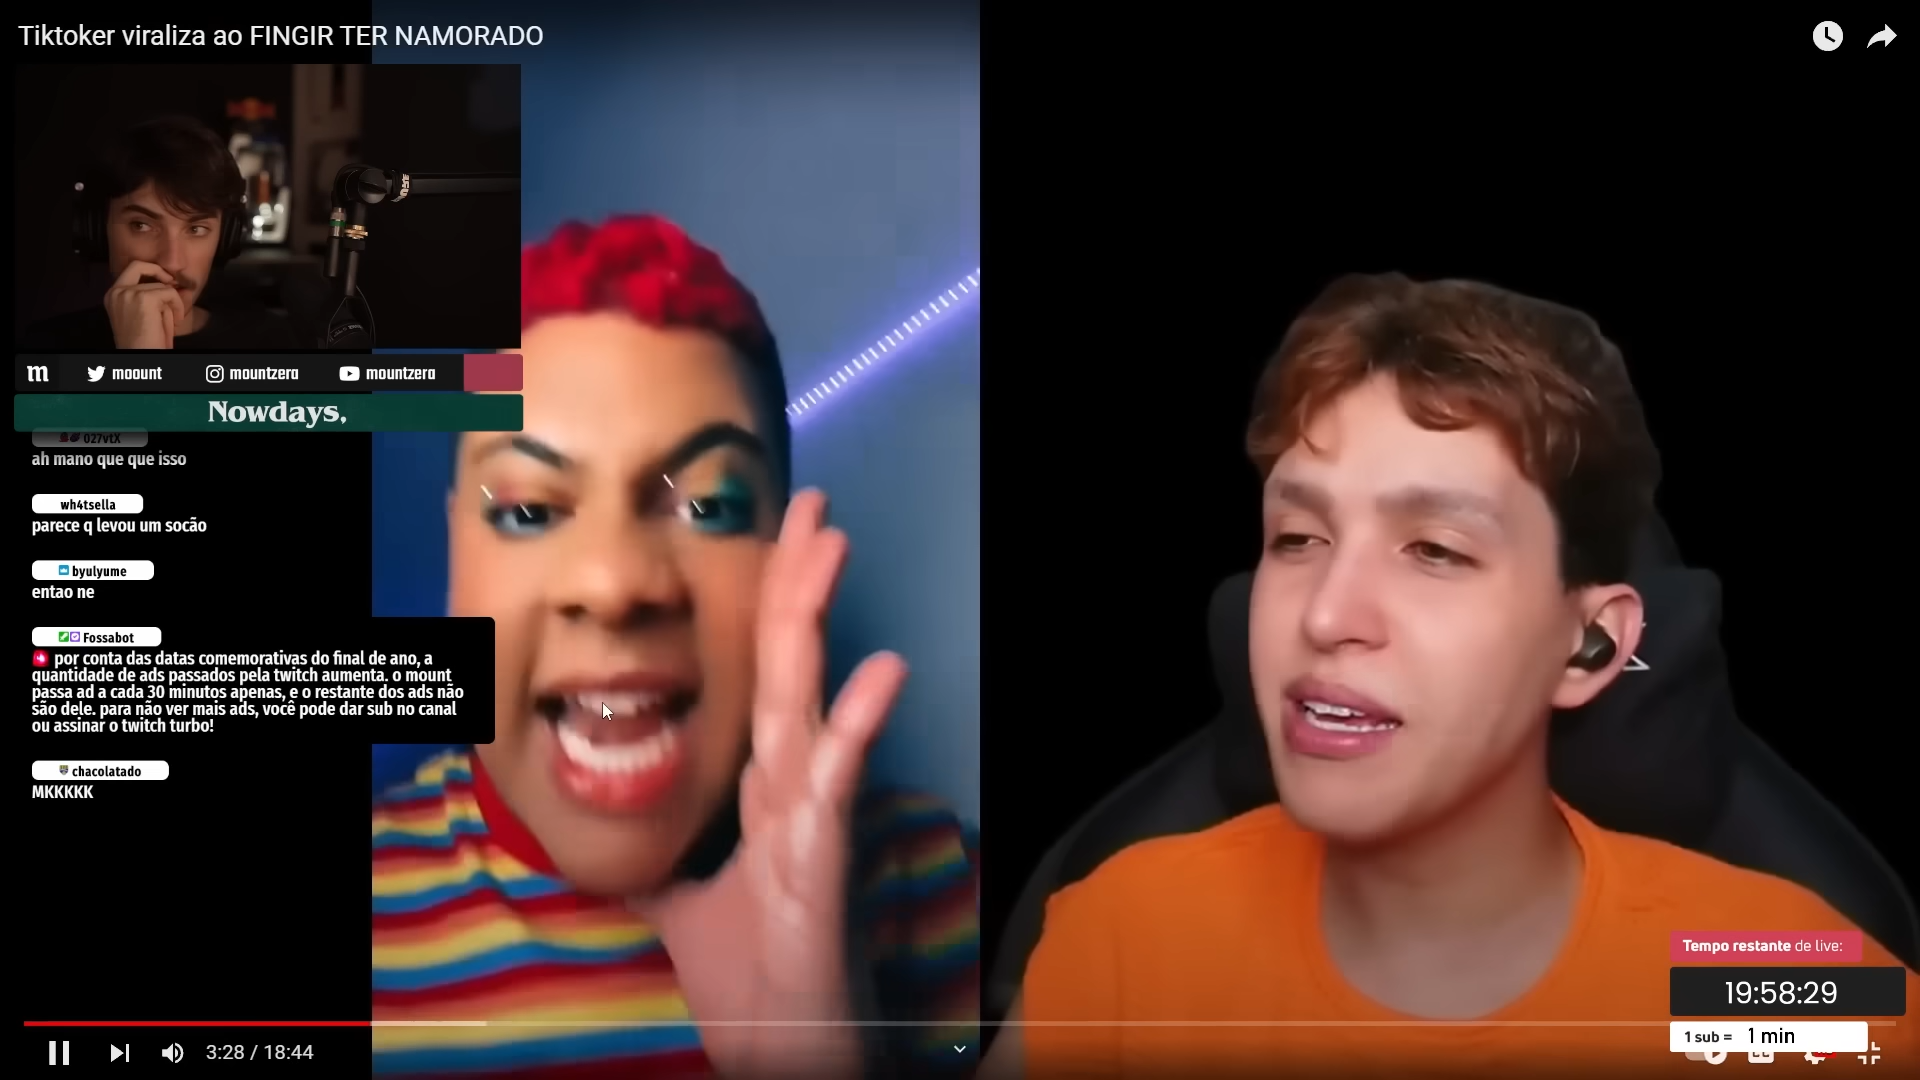 Tiktoker viraliza ao FINGIR TER NAMORADO
m moount mountzera mountzera
Nowdays,
027vtX
ah mano que que isso
wh4tsella
parece q levou um socão
byulyume
entao ne
Fossabot
por conta das datas comemorativas do final de ano, a
quantidade de ads passados pela twitch aumenta. o mount
passa ad a cada 30 minutos apenas, e o restante dos ads não
são dele. para não ver mais ads, você pode dar sub no canal
ou assinar o twitch turbo!
chacolatado
MKKKKK
Tempo restante de live:
19:58:29
1 sub = 1 min
3:28 / 18:44